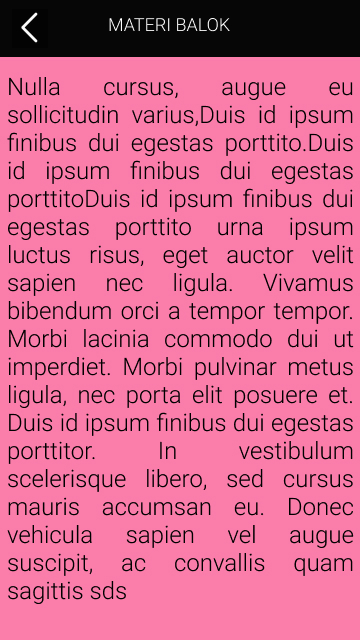 MATERI BALOK
Nulla cursus, augue eu
sollicitudin varius,Duis id ipsum
finibus dui egestas porttito.Duis
id ipsum finibus dui egestas
porttitoDuis id ipsum finibus dui
egestas porttito urna ipsum
luctus risus, eget auctor velit
sapien nec ligula. Vivamus
bibendum orci a tempor tempor.
Morbi lacinia commodo dui ut
imperdiet. Morbi pulvinar metus
ligula, nec porta elit posuere et.
Duis id ipsum finibus dui egestas
porttitor. In vestibulum
scelerisque libero, sed cursus
mauris accumsan eu. Donec
vehicula sapien vel augue
suscipit, ac convallis quam
sagittis sds